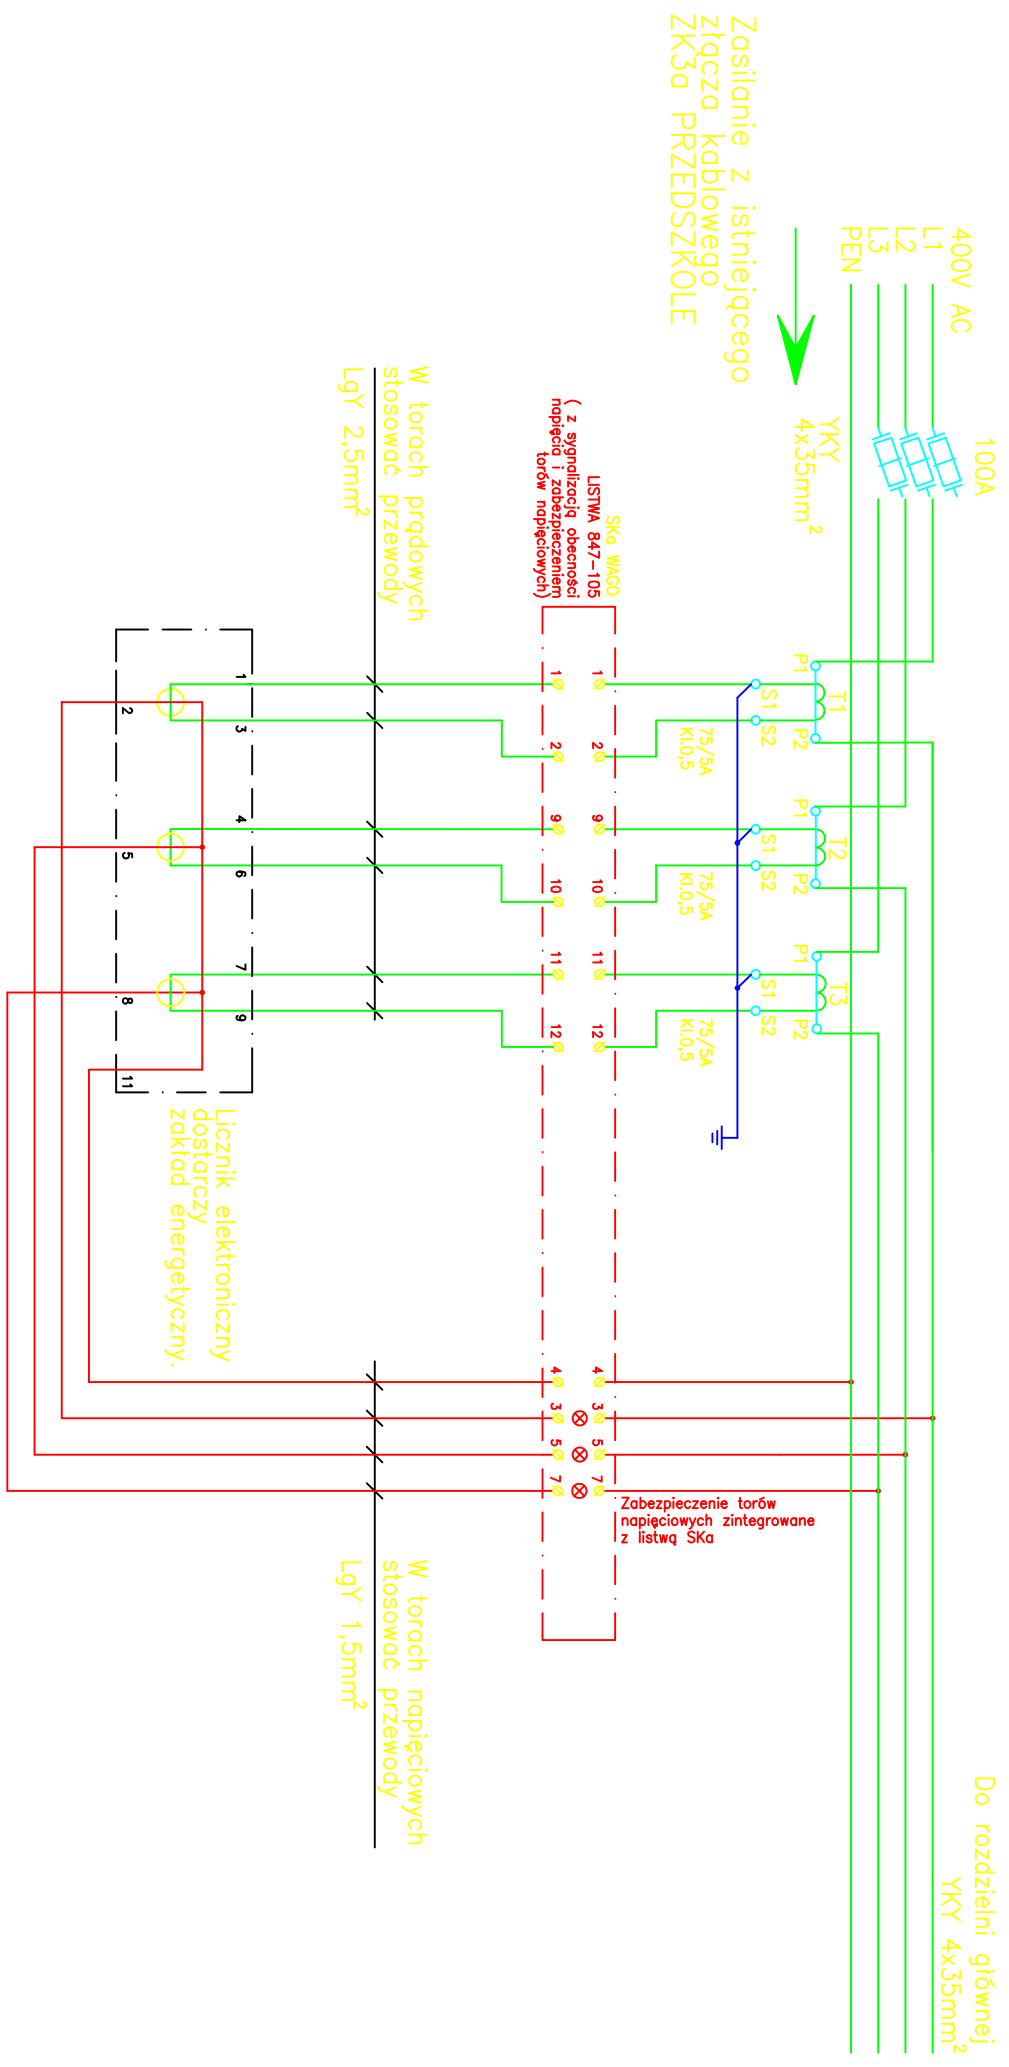 Zasilanie z istniejącego
złącza kablowego
ZK3a PRZEDSZKOLE
400V AC
L1
L2
L3
PEN
100A
YKY
4x35mm²
Do rozdzielni głównej
YKY 4x35mm²
P1
T1
P2
S1
S2
75/5A
Kl.0,5
P1
T2
P2
S1
S2
75/5A
Kl.0,5
P1
T3
P2
S1
S2
75/5A
Kl.0,5
SKa WAGO
LISTWA 847-105
( z sygnalizacją obecności
napięcia i zabezpieczeniem
torów napięciowych)
1 2 9 10 11 12 4 3 5 7
1 2 9 10 11 12 4 3 5 7
Zabezpieczenie torów
napięciowych zintegrowane
z listwą SKa
W torach prądowych
stosować przewody
LgY 2,5mm²
W torach napięciowych
stosować przewody
LgY 1,5mm²
1 3 4 6 7 9
2 5 8 11
Licznik elektroniczny
dostarczy
zakład energetyczny.